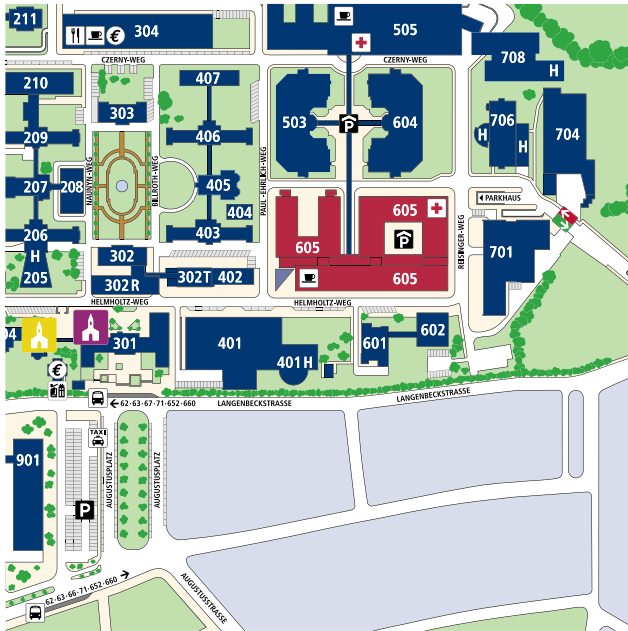 211
304
€
505
708
H
CZERNY-WEG
CZERNY-WEG
210
407
303
503
604
P
706
H
H
704
209
406
207
208
NAUNYN-WEG
BILLROTH-WEG
405
404
PAUL-EHRLICH-WEG
PARKHAUS
206
403
605
605
P
REISINGER-WEG
701
H
205
302
302R
302T
402
605
HELMHOLTZ-WEG
HELMHOLTZ-WEG
04
301
401
401H
601
602
€
62·63·67·71·652·660
LANGENBECKSTRASSE
LANGENBECKSTRASSE
TAXI
901
AUGUSTUSPLATZ
AUGUSTUSPLATZ
P
62·63·66·71·652·660
AUGUSTUSSTRASSE